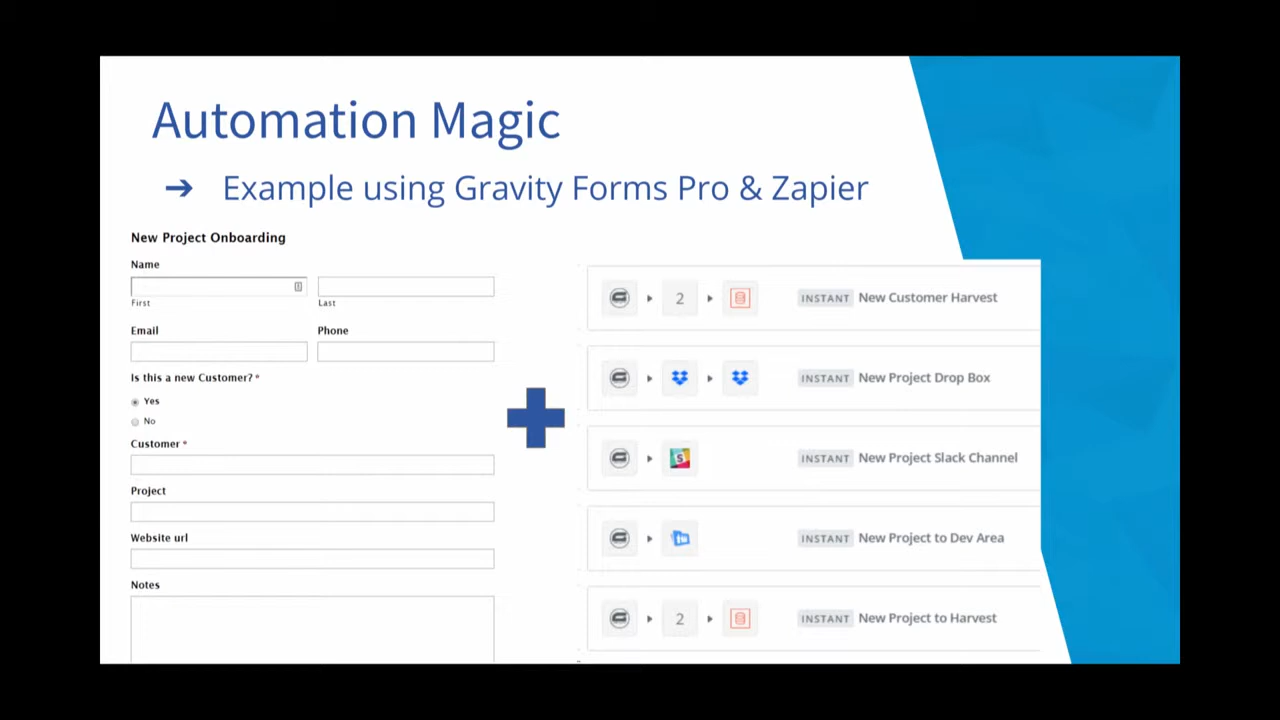 Automation Magic
➔ Example using Gravity Forms Pro & Zapier
New Project Onboarding
Name
First Last
Email Phone
Is this a new Customer? *
Yes
No
Customer *
Project
Website url
Notes
2 INSTANT New Customer Harvest
INSTANT New Project Drop Box
S INSTANT New Project Slack Channel
INSTANT New Project to Dev Area
2 INSTANT New Project to Harvest